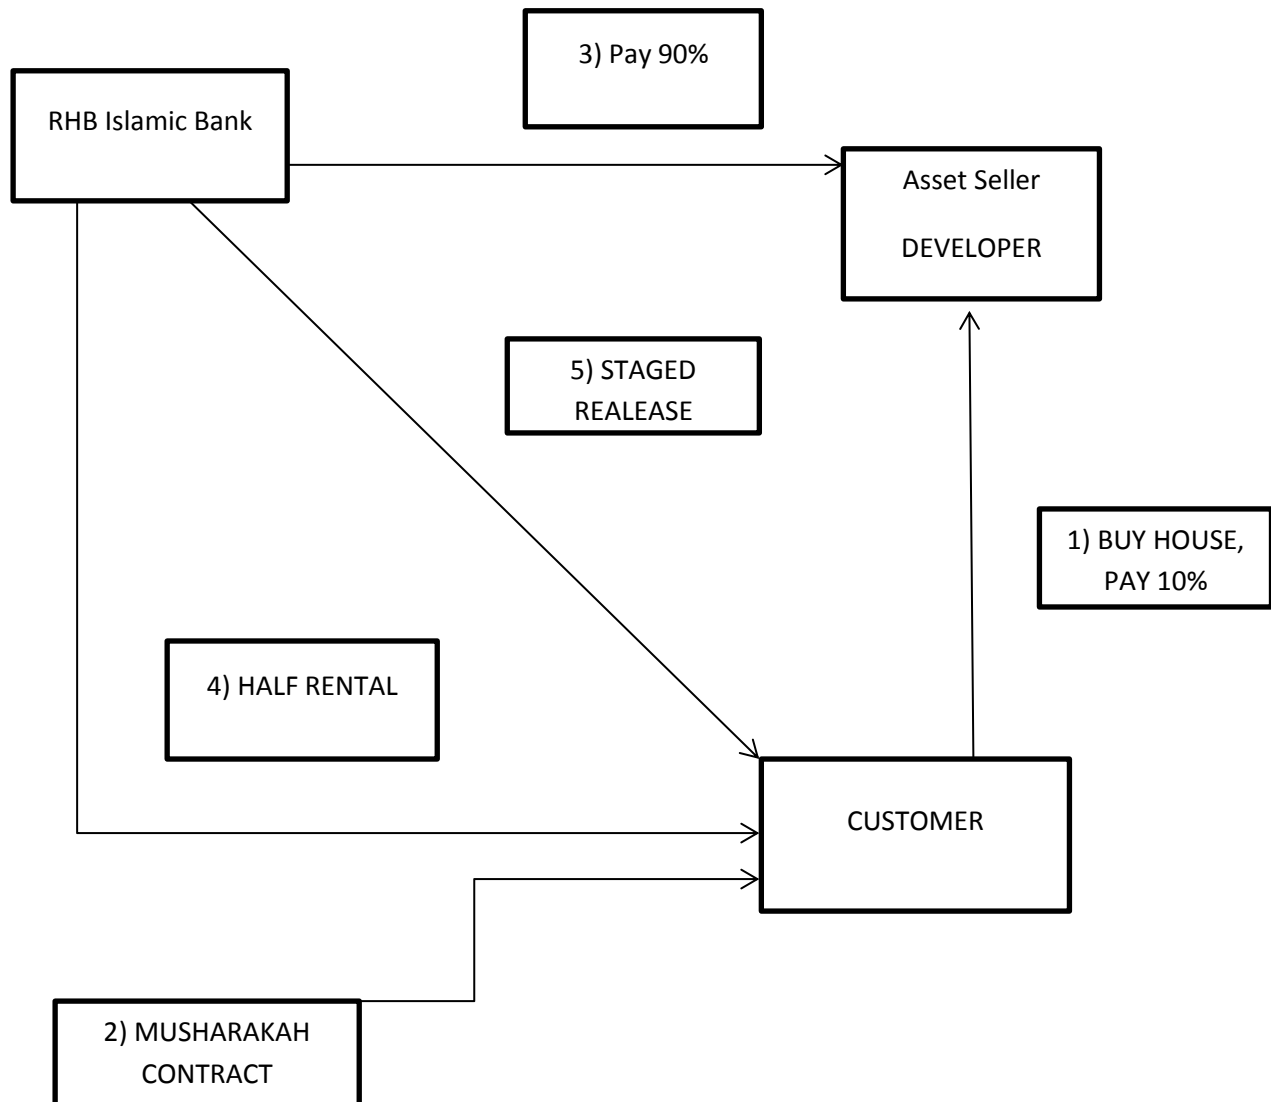 3) Pay 90%
RHB Islamic Bank
Asset Seller
DEVELOPER
5) STAGED
REALEASE
1) BUY HOUSE,
PAY 10%
4) HALF RENTAL
CUSTOMER
2) MUSHARAKAH
CONTRACT